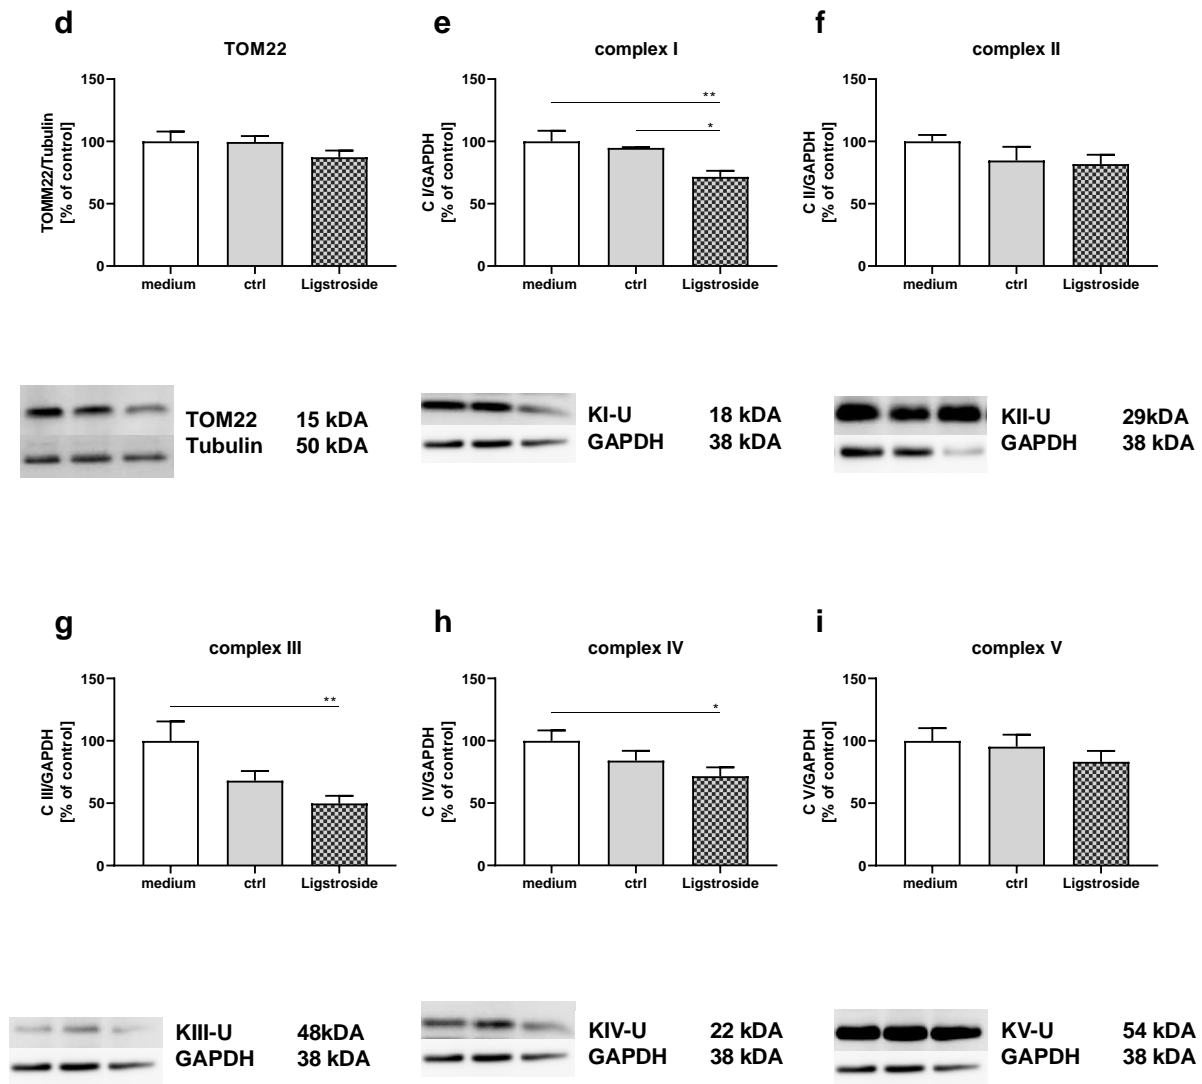 d
TOM22
TOMM22/Tubulin
[% of control]
150
100
50
0
medium ctrl Ligstroside
TOM22 15 kDA
Tubulin 50 kDA
e
complex I
C I/GAPDH
[% of control]
150
100
50
0
**
*
medium ctrl Ligstroside
KI-U 18 kDA
GAPDH 38 kDA
f
complex II
C II/GAPDH
[% of control]
150
100
50
0
medium ctrl Ligstroside
KII-U 29kDA
GAPDH 38 kDA
g
complex III
C III/GAPDH
[% of control]
150
100
50
0
**
medium ctrl Ligstroside
KIII-U 48kDA
GAPDH 38 kDA
h
complex IV
C IV/GAPDH
[% of control]
150
100
50
0
*
medium ctrl Ligstroside
KIV-U 22 kDA
GAPDH 38 kDA
i
complex V
C V/GAPDH
[% of control]
150
100
50
0
medium ctrl Ligstroside
KV-U 54 kDA
GAPDH 38 kDA